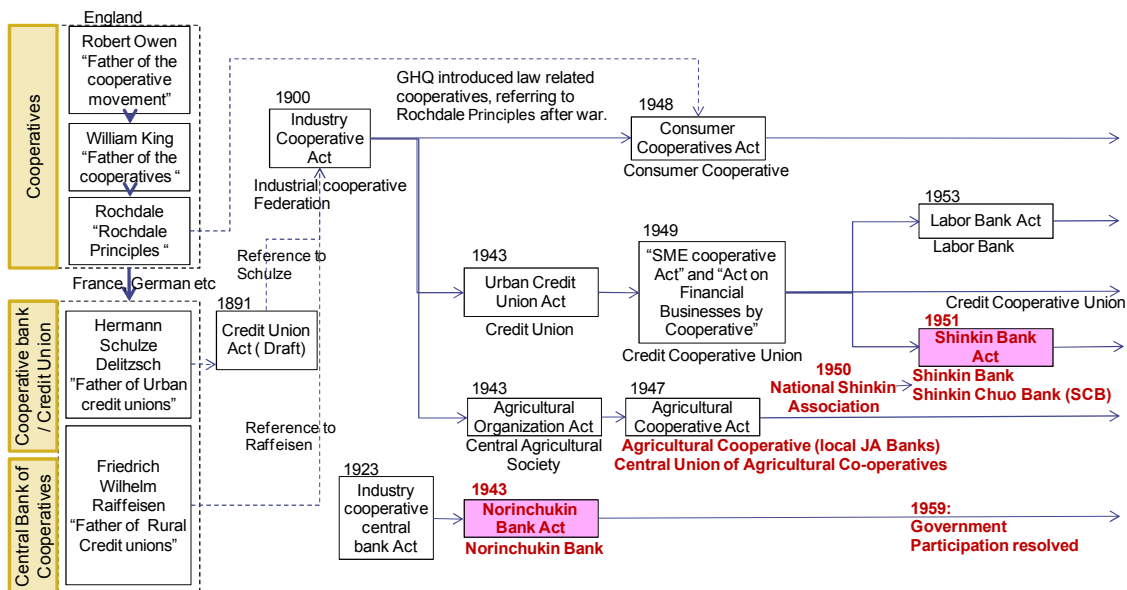 England
Cooperatives
Robert Owen
“Father of the
cooperative
movement”
William King
“Father of the
cooperatives “
Rochdale
“Rochdale
Principles “
France, German etc
Cooperative bank
/ Credit Union
Hermann
Schulze
Delitzsch
”Father of Urban
credit unions”
Central Bank of
Cooperatives
Friedrich
Wilhelm
Raiffeisen
“Father of Rural
Credit unions”
1891
Credit Union
Act ( Draft)
Reference to
Schulze
Reference to
Raffeisen
1900
Industry
Cooperative
Act
Industrial cooperative
Federation
GHQ introduced law related
cooperatives, referring to
Rochdale Principles after war.
1948
Consumer
Cooperatives Act
Consumer Cooperative
1943
Urban Credit
Union Act
Credit Union
1949
“SME cooperative
Act” and “Act on
Financial
Businesses by
Cooperative”
Credit Cooperative Union
1953
Labor Bank Act
Labor Bank
Credit Cooperative Union
1951
Shinkin Bank
Act
Shinkin Bank
Shinkin Chuo Bank (SCB)
1950
National Shinkin
Association
1943
Agricultural
Organization Act
Central Agricultural
Society
1947
Agricultural
Cooperative Act
Agricultural Cooperative (local JA Banks)
Central Union of Agricultural Co-operatives
1923
Industry
cooperative
central
bank Act
1943
Norinchukin
Bank Act
Norinchukin Bank
1959:
Government
Participation resolved